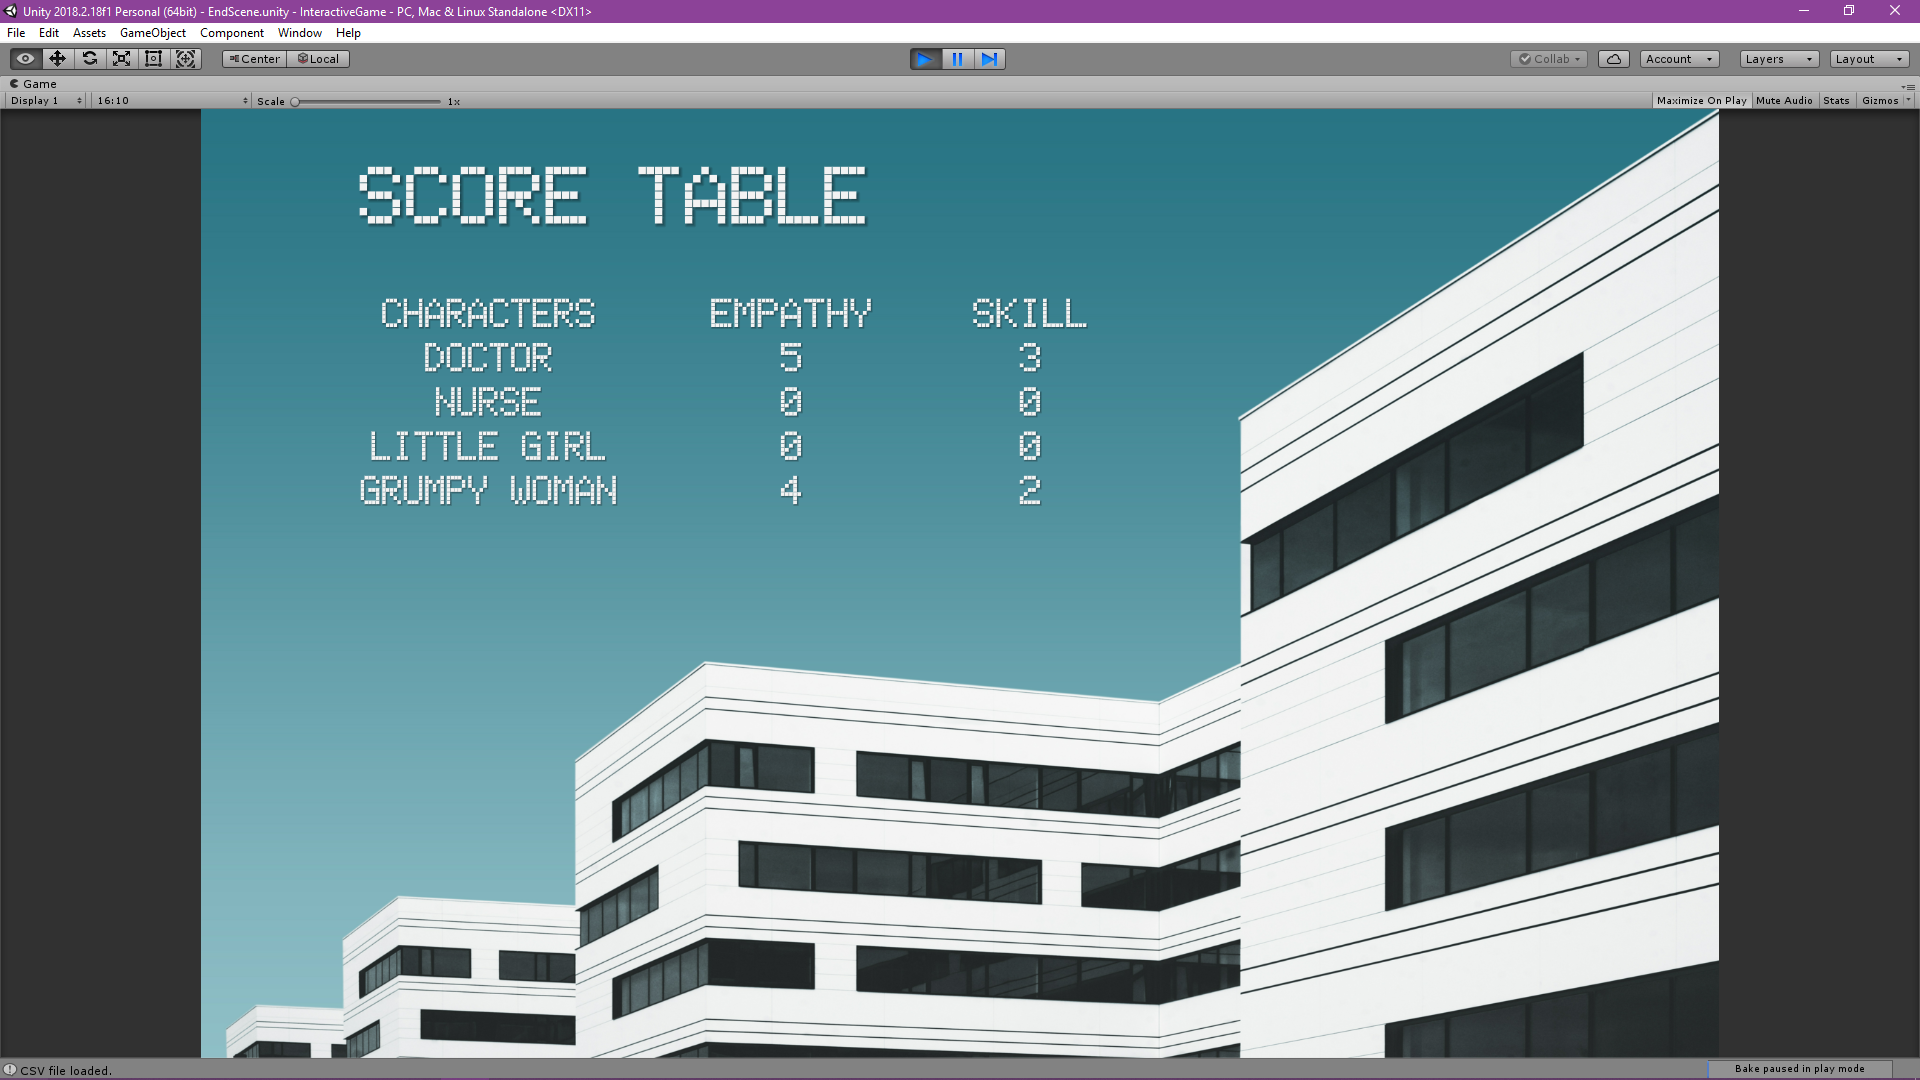 Unity 2018.2.18f1 Personal (64bit) - EndScene.unity - InteractiveGame - PC, Mac & Linux Standalone <DX11>
File Edit Assets GameObject Component Window Help
Center Local Collab Account Layers Layout
Game
Display 1 16:10 Scale 1x Maximize On Play Mute Audio Stats Gizmos
SCORE TABLE
CHARACTERS EMPATHY SKILL
DOCTOR 5 3
NURSE 0 0
LITTLE GIRL 0 0
GRUMPY WOMAN 4 2
CSV file loaded. Bake paused in play mode